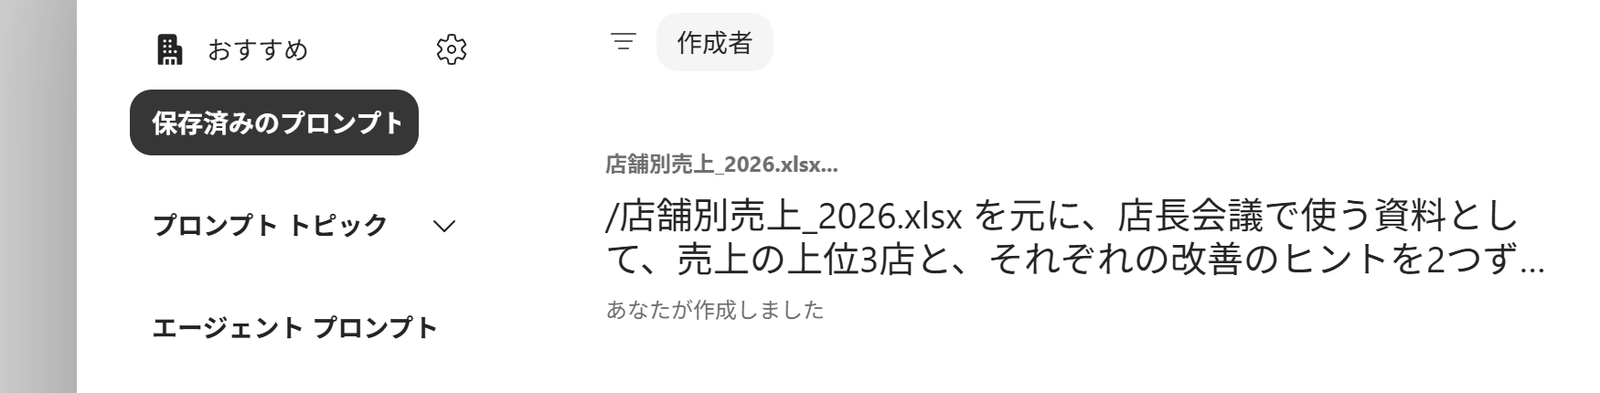 おすすめ
作成者
保存済みのプロンプト
店舗別売上_2026.xlsx...
/店舗別売上_2026.xlsx を元に、店長会議で使う資料とし
て、売上の上位3店と、それぞれの改善のヒントを2つず...
プロンプト トピック
あなたが作成しました
エージェント プロンプト